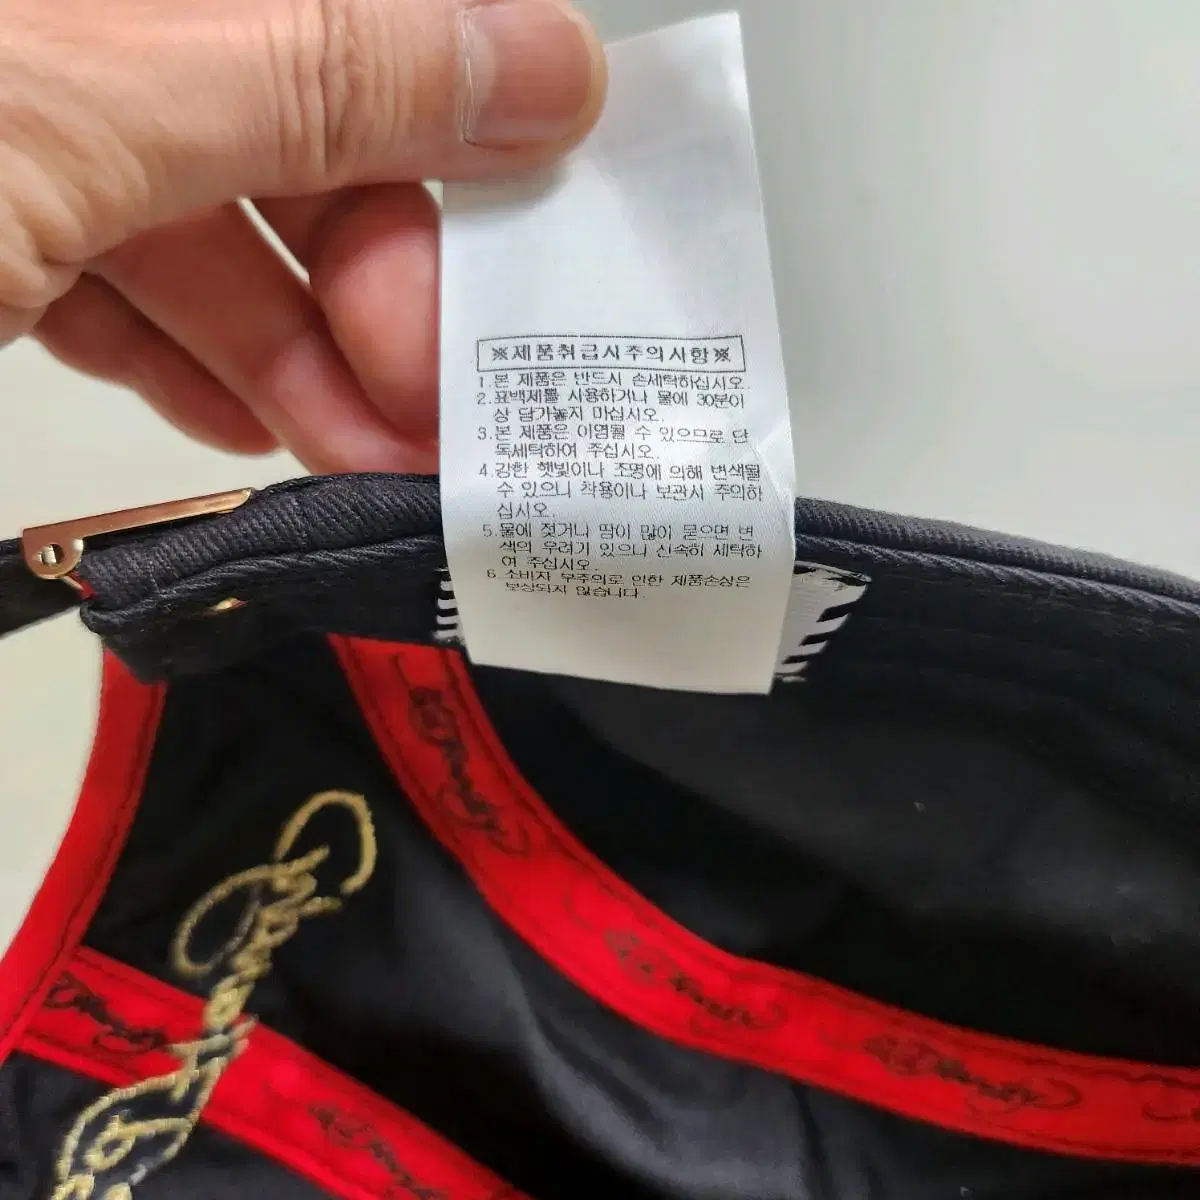 ※제품취급시주의사항※
1.본 제품은 반드시 손세탁하십시오.
2.표백제를 사용하거나 물에 30분이
상 담가놓지 마십시오.
3.본 제품은 이염될 수 있으므로 단
독세탁하여 주십시오.
4.강한 햇빛이나 조명에 의해 변색될
수 있으니 착용이나 보관시 주의하
십시오.
5.물에 젖거나 땀이 많이 묻으면 변
색의 우려가 있으니 신속히 세탁하
여 주십시오.
6.소비자 부주의로 인한 제품손상은
보상되지 않습니다.